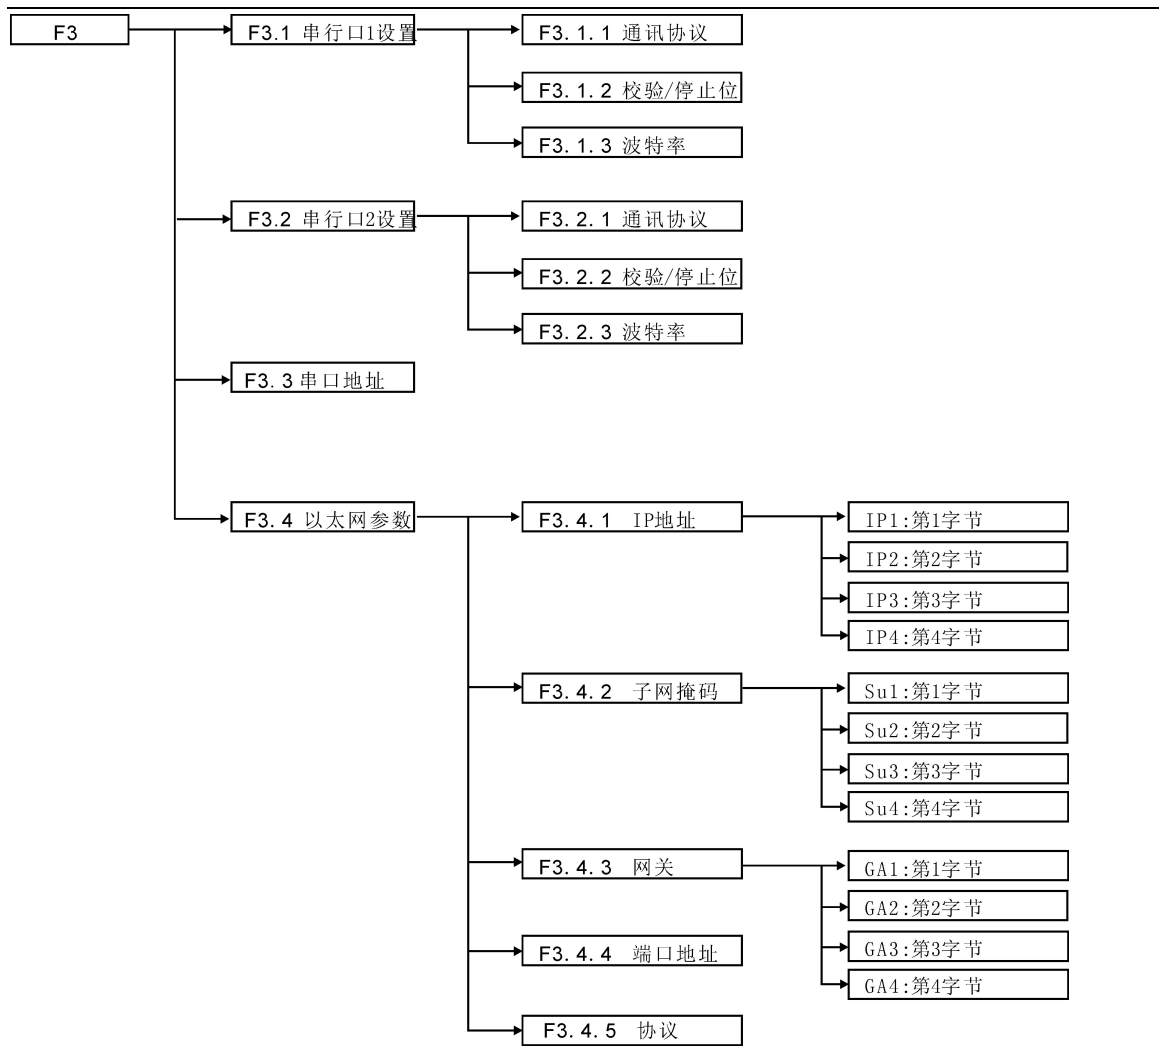 F3
F3.1 串行口1设置
F3.1.1 通讯协议
F3.1.2 校验/停止位
F3.1.3 波特率
F3.2 串行口2设置
F3.2.1 通讯协议
F3.2.2 校验/停止位
F3.2.3 波特率
F3.3 串口地址
F3.4 以太网参数
F3.4.1 IP地址
IP1:第1字节
IP2:第2字节
IP3:第3字节
IP4:第4字节
F3.4.2 子网掩码
Su1:第1字节
Su2:第2字节
Su3:第3字节
Su4:第4字节
F3.4.3 网关
GA1:第1字节
GA2:第2字节
GA3:第3字节
GA4:第4字节
F3.4.4 端口地址
F3.4.5 协议